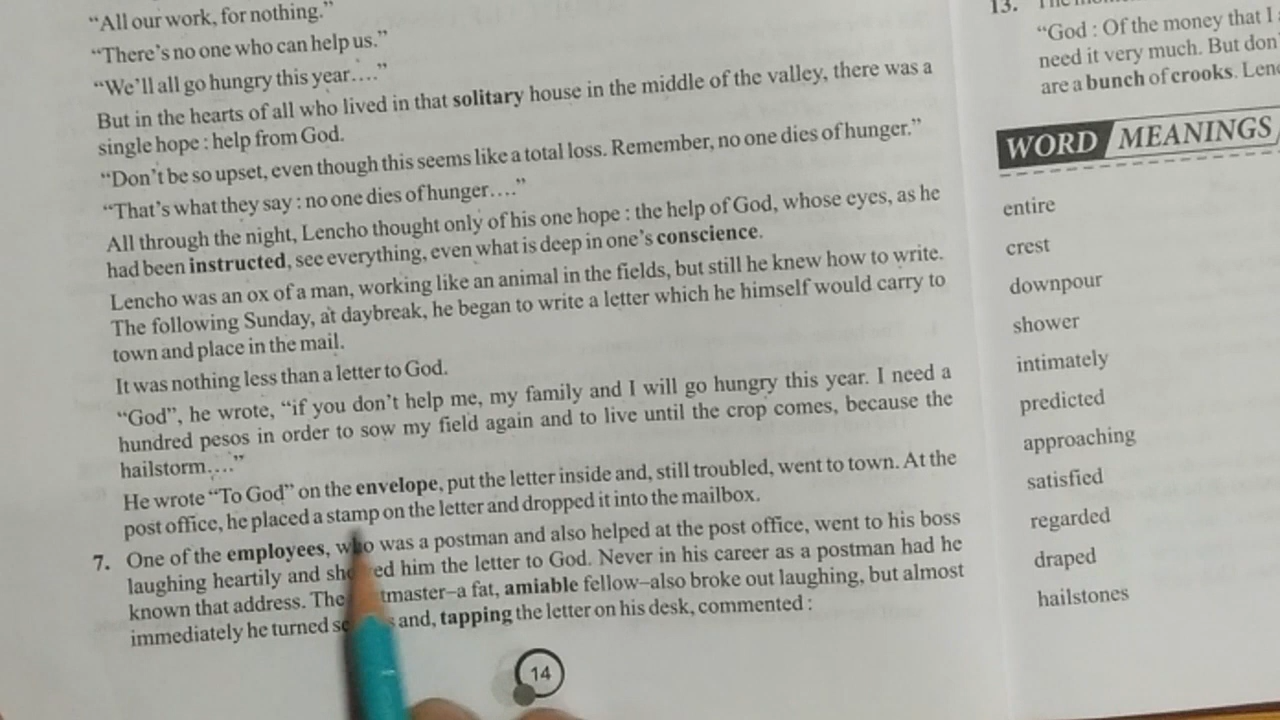 “All our work, for nothing.”
“There’s no one who can help us.”
“We’ll all go hungry this year….”
But in the hearts of all who lived in that solitary house in the middle of the valley, there was a
single hope : help from God.
“Don’t be so upset, even though this seems like a total loss. Remember, no one dies of hunger.”
“That’s what they say : no one dies of hunger….”
All through the night, Lencho thought only of his one hope : the help of God, whose eyes, as he
had been instructed, see everything, even what is deep in one’s conscience.
Lencho was an ox of a man, working like an animal in the fields, but still he knew how to write.
The following Sunday, at daybreak, he began to write a letter which he himself would carry to
town and place in the mail.
It was nothing less than a letter to God.
“God”, he wrote, “if you don’t help me, my family and I will go hungry this year. I need a
hundred pesos in order to sow my field again and to live until the crop comes, because the
hailstorm….”
He wrote “To God” on the envelope, put the letter inside and, still troubled, went to town. At the
post office, he placed a stamp on the letter and dropped it into the mailbox.
7. One of the employees, who was a postman and also helped at the post office, went to his boss
laughing heartily and ed him the letter to God. Never in his career as a postman had he
known that address. The tmaster–a fat, amiable fellow–also broke out laughing, but almost
immediately he turned and, tapping the letter on his desk, commented :
14
13.
“God : Of the money that I
need it very much. But don’
are a bunch of crooks.
WORD MEANINGS
entire
crest
downpour
shower
intimately
predicted
approaching
satisfied
regarded
draped
hailstones